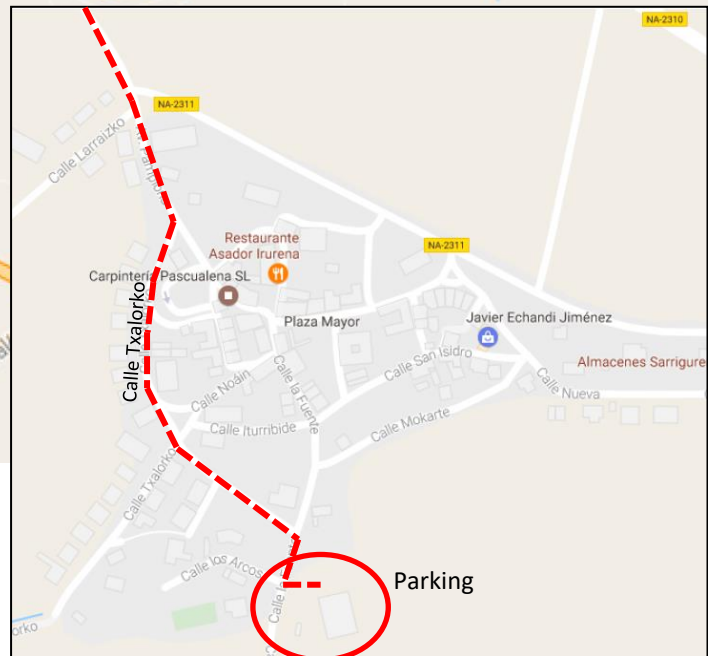 NA-2310
NA-2311
Calle Larraizko
Restaurante
Asador Irurena
NA-2311
Carpintería Pascualena SL
Plaza Mayor
Javier Echandi Jiménez
Calle Txalorko
Calle San Isidro
Almacenes Sarrigure
Calle Noáin
Calle la Fuente
Calle Nueva
Calle Iturribide
Calle Mokarte
Calle Txalorko
Calle los Arcos
Parking